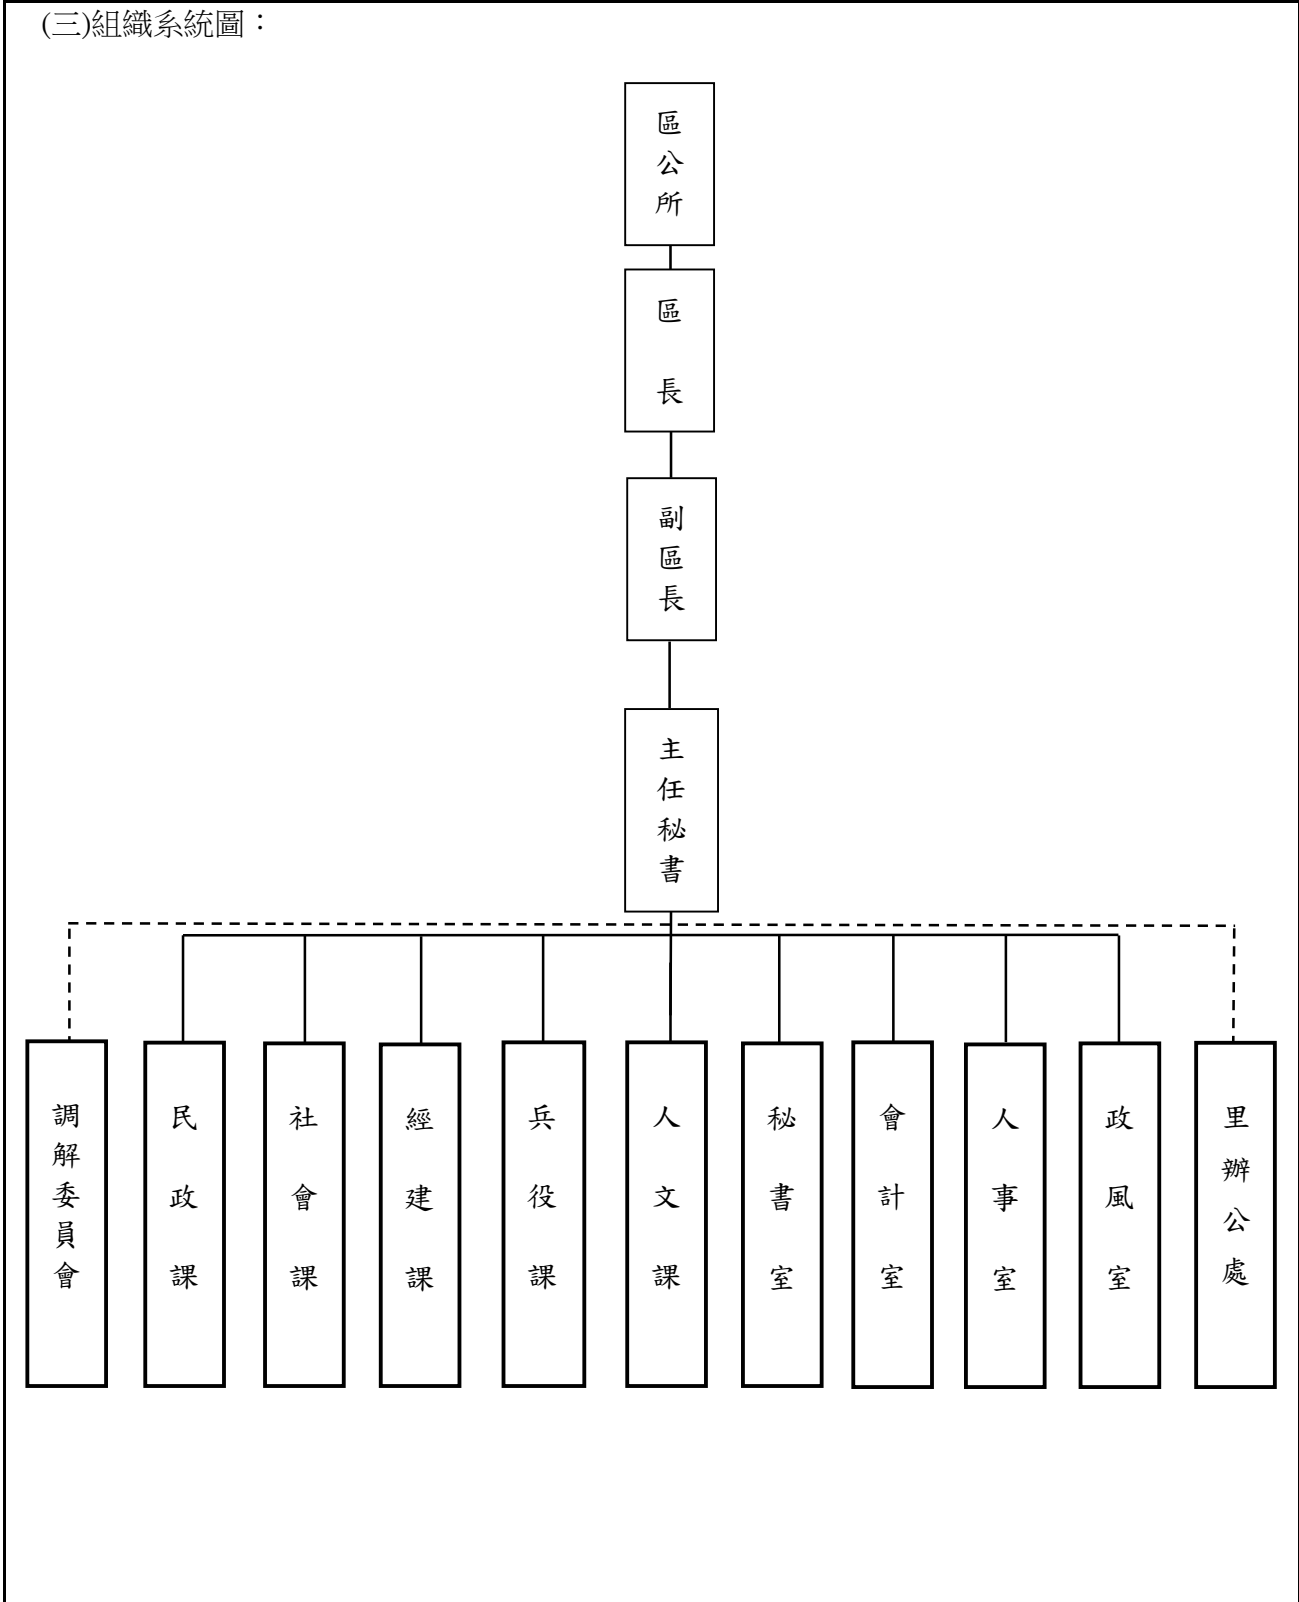 (三)組織系統圖：
區公所
區長
副區長
主任秘書
調解委員會
民政課
社會課
經建課
兵役課
人文課
秘書室
會計室
人事室
政風室
里辦公處